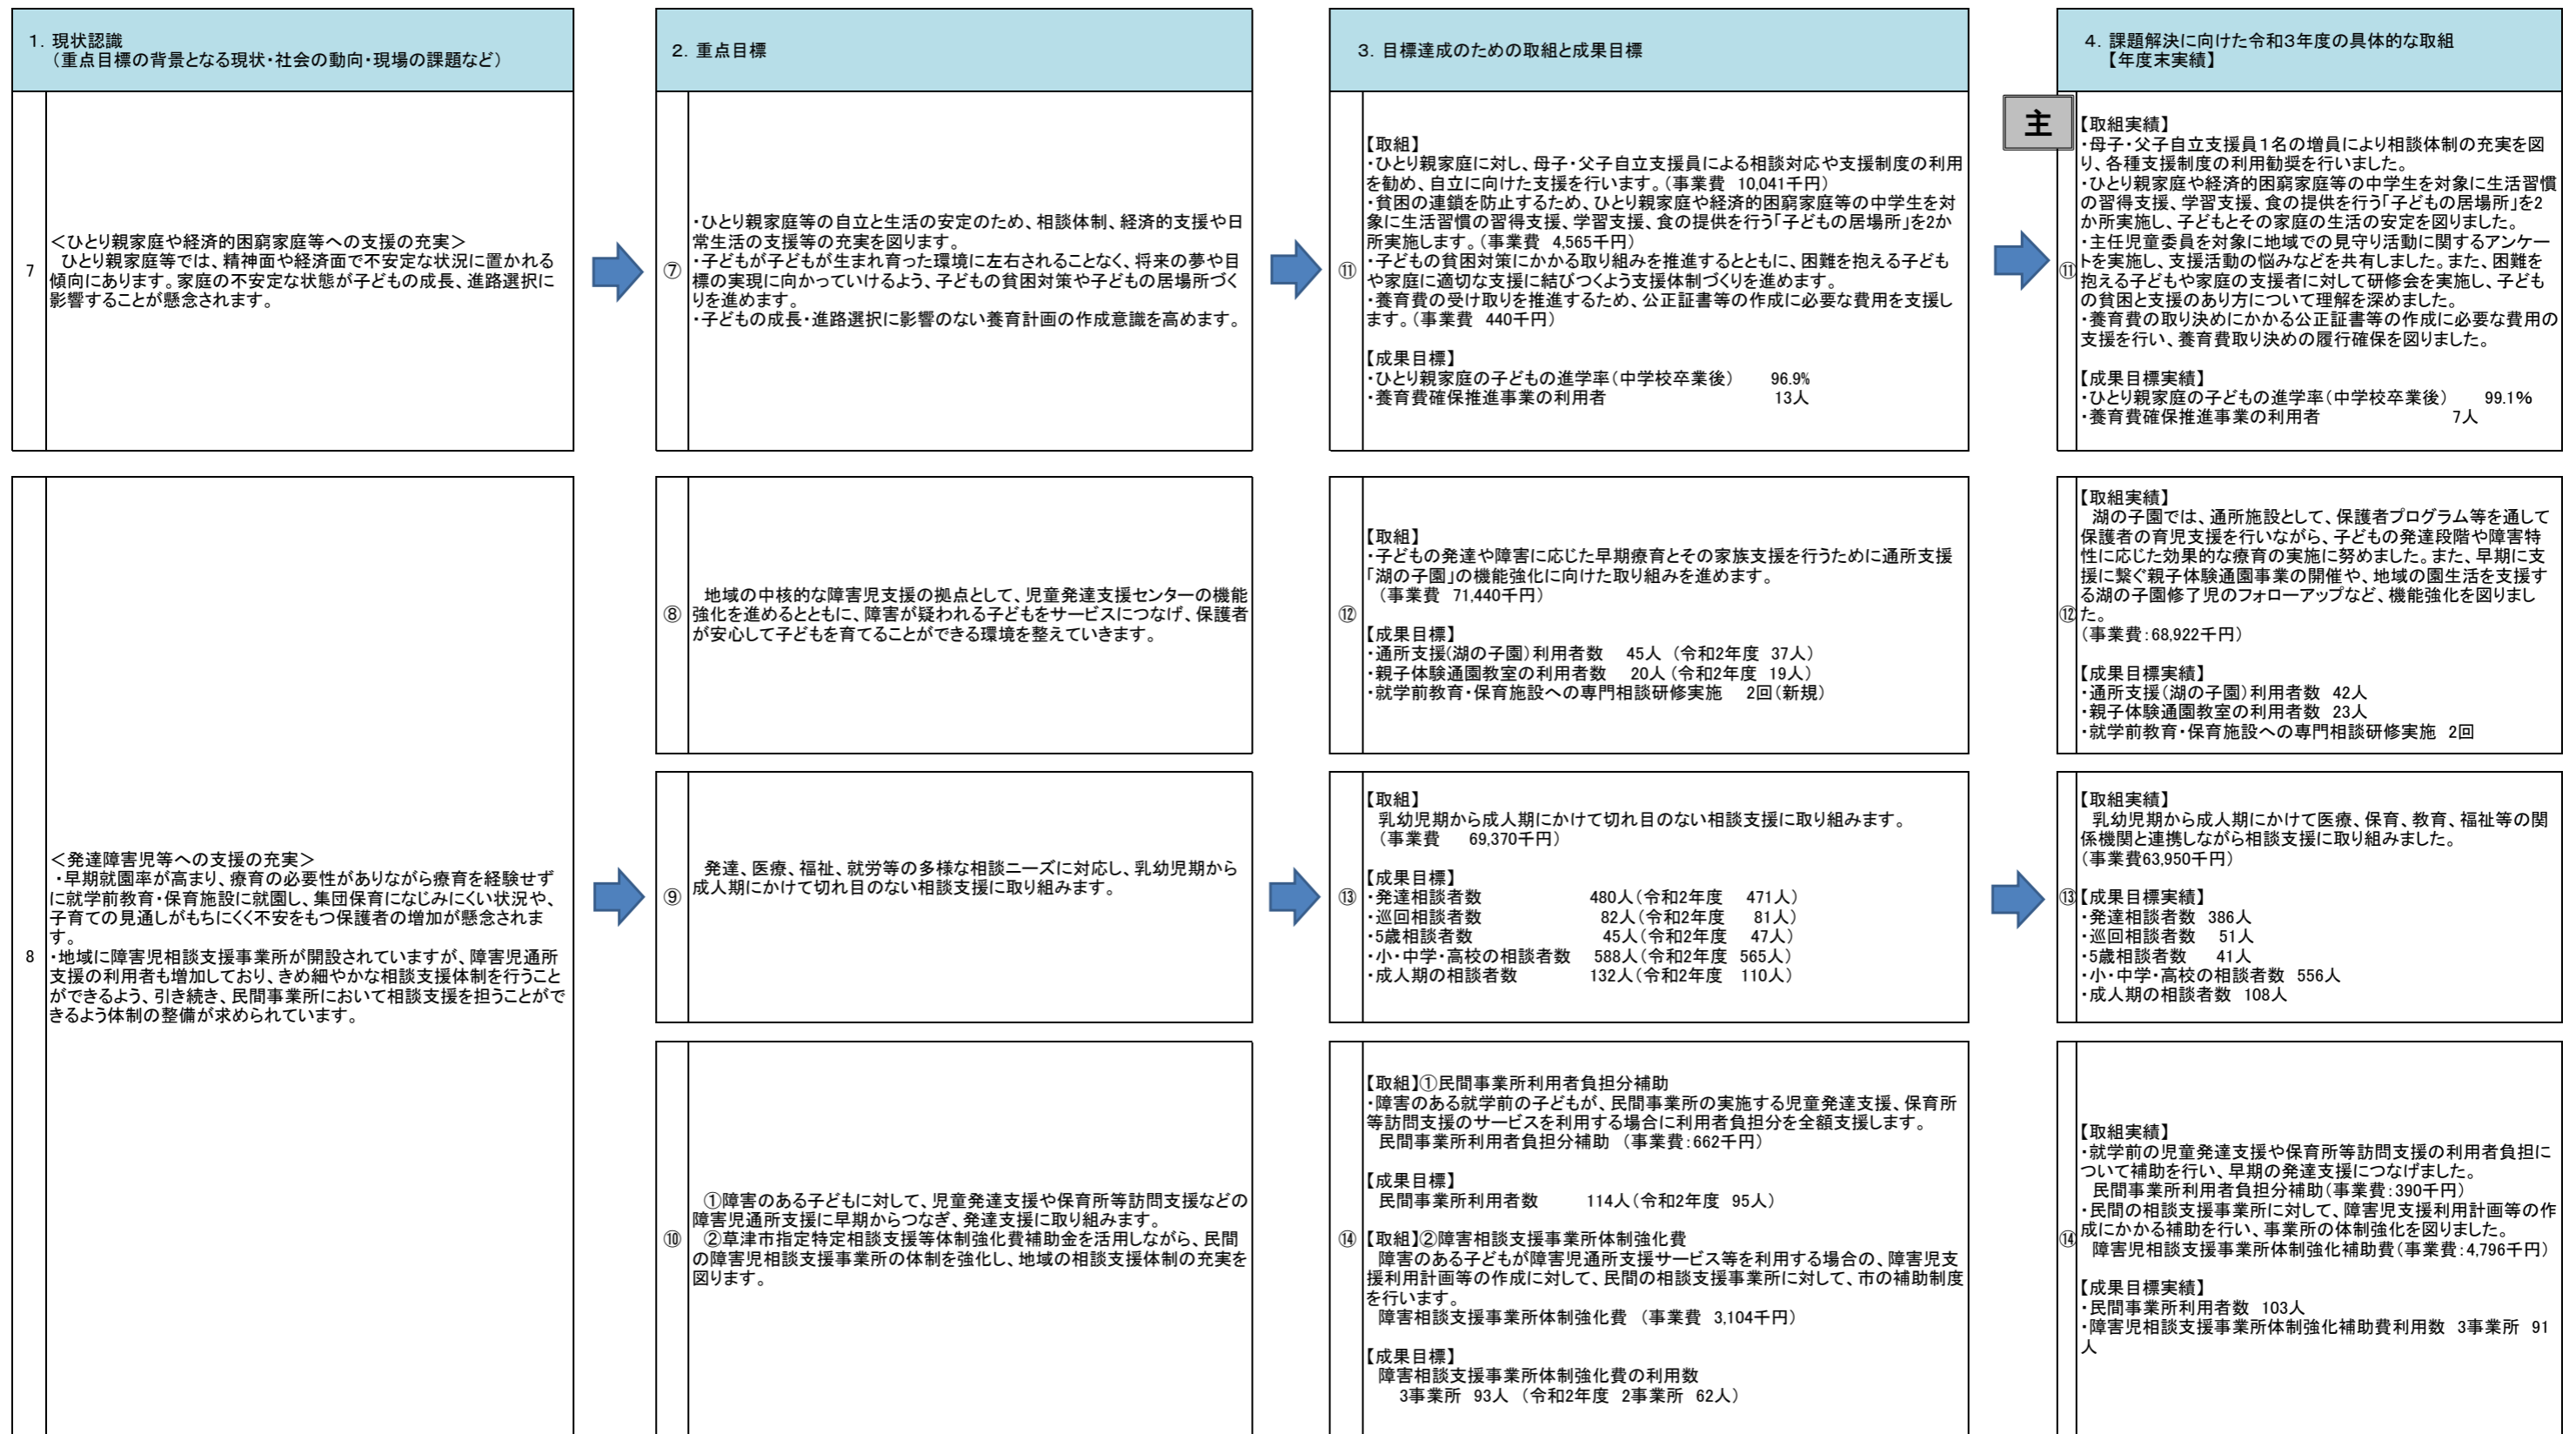 1．現状認識
（重点目標の背景となる現状・社会の動向・現場の課題など）
2．重点目標
3．目標達成のための取組と成果目標
4．課題解決に向けた令和3年度の具体的な取組
【年度末実績】
7
＜ひとり親家庭や経済的困窮家庭等への支援の充実＞
ひとり親家庭等では、精神面や経済面で不安定な状況に置かれる
傾向にあります。家庭の不安定な状態が子どもの成長、進路選択に
影響することが懸念されます。
⑦
・ひとり親家庭等の自立と生活の安定のため、相談体制、経済的支援や日
常生活の支援等の充実を図ります。
・子どもが子どもが生まれ育った環境に左右されることなく、将来の夢や目
標の実現に向かっていけるよう、子どもの貧困対策や子どもの居場所づく
りを進めます。
・子どもの成長・進路選択に影響のない養育計画の作成意識を高めます。
⑪
【取組】
・ひとり親家庭に対し、母子・父子自立支援員による相談対応や支援制度の利用
を勧め、自立に向けた支援を行います。（事業費 10,041千円）
・貧困の連鎖を防止するため、ひとり親家庭や経済的困窮家庭等の中学生を対
象に生活習慣の習得支援、学習支援、食の提供を行う「子どもの居場所」を2か
所実施します。（事業費 4,565千円）
・子どもの貧困対策にかかる取り組みを推進するとともに、困難を抱える子ども
や家庭に適切な支援に結びつくよう支援体制づくりを進めます。
・養育費の受け取りを推進するため、公正証書等の作成に必要な費用を支援し
ます。（事業費 440千円）
【成果目標】
・ひとり親家庭の子どもの進学率（中学校卒業後） 96.9%
・養育費確保推進事業の利用者 13人
主
⑪
【取組実績】
・母子・父子自立支援員１名の増員により相談体制の充実を図
り、各種支援制度の利用勧奨を行いました。
・ひとり親家庭や経済的困窮家庭等の中学生を対象に生活習慣
の習得支援、学習支援、食の提供を行う「子どもの居場所」を2
か所実施し、子どもとその家庭の生活の安定を図りました。
・主任児童委員を対象に地域での見守り活動に関するアンケー
トを実施し、支援活動の悩みなどを共有しました。また、困難を
抱える子どもや家庭の支援者に対して研修会を実施し、子ども
の貧困と支援のあり方について理解を深めました。
・養育費の取り決めにかかる公正証書等の作成に必要な費用の
支援を行い、養育費取り決めの履行確保を図りました。
【成果目標実績】
・ひとり親家庭の子どもの進学率（中学校卒業後） 99.1％
・養育費確保推進事業の利用者 7人
8
＜発達障害児等への支援の充実＞
・早期就園率が高まり、療育の必要性がありながら療育を経験せず
に就学前教育・保育施設に就園し、集団保育になじみにくい状況や、
子育ての見通しがもちにくく不安をもつ保護者の増加が懸念されま
す。
・地域に障害児相談支援事業所が開設されていますが、障害児通所
支援の利用者も増加しており、きめ細やかな相談支援体制を行うこと
ができるよう、引き続き、民間事業所において相談支援を担うことがで
きるよう体制の整備が求められています。
⑧
地域の中核的な障害児支援の拠点として、児童発達支援センターの機能
強化を進めるとともに、障害が疑われる子どもをサービスにつなげ、保護者
が安心して子どもを育てることができる環境を整えていきます。
⑫
【取組】
・子どもの発達や障害に応じた早期療育とその家族支援を行うために通所支援
「湖の子園」の機能強化に向けた取り組みを進めます。
（事業費 71,440千円）
【成果目標】
・通所支援(湖の子園)利用者数 45人 （令和2年度 37人）
・親子体験通園教室の利用者数 20人（令和2年度 19人）
・就学前教育・保育施設への専門相談研修実施 2回（新規）
⑫
【取組実績】
湖の子園では、通所施設として、保護者プログラム等を通して
保護者の育児支援を行いながら、子どもの発達段階や障害特
性に応じた効果的な療育の実施に努めました。また、早期に支
援に繋ぐ親子体験通園事業の開催や、地域の園生活を支援す
る湖の子園修了児のフォローアップなど、機能強化を図りまし
た。
（事業費：68,922千円）
【成果目標実績】
・通所支援(湖の子園)利用者数 42人
・親子体験通園教室の利用者数 23人
・就学前教育・保育施設への専門相談研修実施 2回
⑨
発達、医療、福祉、就労等の多様な相談ニーズに対応し、乳幼児期から
成人期にかけて切れ目のない相談支援に取り組みます。
⑬
【取組】
乳幼児期から成人期にかけて切れ目のない相談支援に取り組みます。
（事業費 69,370千円）
【成果目標】
・発達相談者数 480人（令和2年度 471人）
・巡回相談者数 82人（令和2年度 81人）
・5歳相談者数 45人（令和2年度 47人）
・小・中学・高校の相談者数 588人（令和2年度 565人）
・成人期の相談者数 132人（令和2年度 110人）
⑬
【取組実績】
乳幼児期から成人期にかけて医療、保育、教育、福祉等の関
係機関と連携しながら相談支援に取り組みました。
（事業費63,950千円）
【成果目標実績】
・発達相談者数 386人
・巡回相談者数 51人
・5歳相談者数 41人
・小・中学・高校の相談者数 556人
・成人期の相談者数 108人
⑩
①障害のある子どもに対して、児童発達支援や保育所等訪問支援などの
障害児通所支援に早期からつなぎ、発達支援に取り組みます。
②草津市指定特定相談支援等体制強化費補助金を活用しながら、民間
の障害児相談支援事業所の体制を強化し、地域の相談支援体制の充実を
図ります。
⑭
【取組】①民間事業所利用者負担分補助
・障害のある就学前の子どもが、民間事業所の実施する児童発達支援、保育所
等訪問支援のサービスを利用する場合に利用者負担分を全額支援します。
民間事業所利用者負担分補助 （事業費：662千円）
【成果目標】
民間事業所利用者数 114人（令和2年度 95人）
【取組】②障害相談支援事業所体制強化費
障害のある子どもが障害児通所支援サービス等を利用する場合の、障害児支
援利用計画等の作成に対して、民間の相談支援事業所に対して、市の補助制度
を行います。
障害相談支援事業所体制強化費 （事業費 3,104千円）
【成果目標】
障害相談支援事業所体制強化費の利用数
3事業所 93人 （令和2年度 2事業所 62人）
⑭
【取組実績】
・就学前の児童発達支援や保育所等訪問支援の利用者負担に
ついて補助を行い、早期の発達支援につなげました。
民間事業所利用者負担分補助（事業費：390千円）
・民間の相談支援事業所に対して、障害児支援利用計画等の作
成にかかる補助を行い、事業所の体制強化を図りました。
障害児相談支援事業所体制強化補助費（事業費：4,796千円）
【成果目標実績】
・民間事業所利用者数 103人
・障害児相談支援事業所体制強化補助費利用数 3事業所 91
人